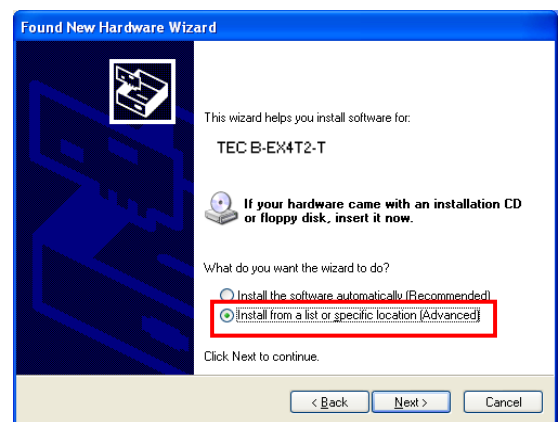 Found New Hardware Wizard
This wizard helps you install software for:
TEC B-EX4T2-T
If your hardware came with an installation CD
or floppy disk, insert it now.
What do you want the wizard to do?
Install the software automatically (Recommended)
Install from a list or specific location (Advanced)
Click Next to continue.
< Back Next > Cancel